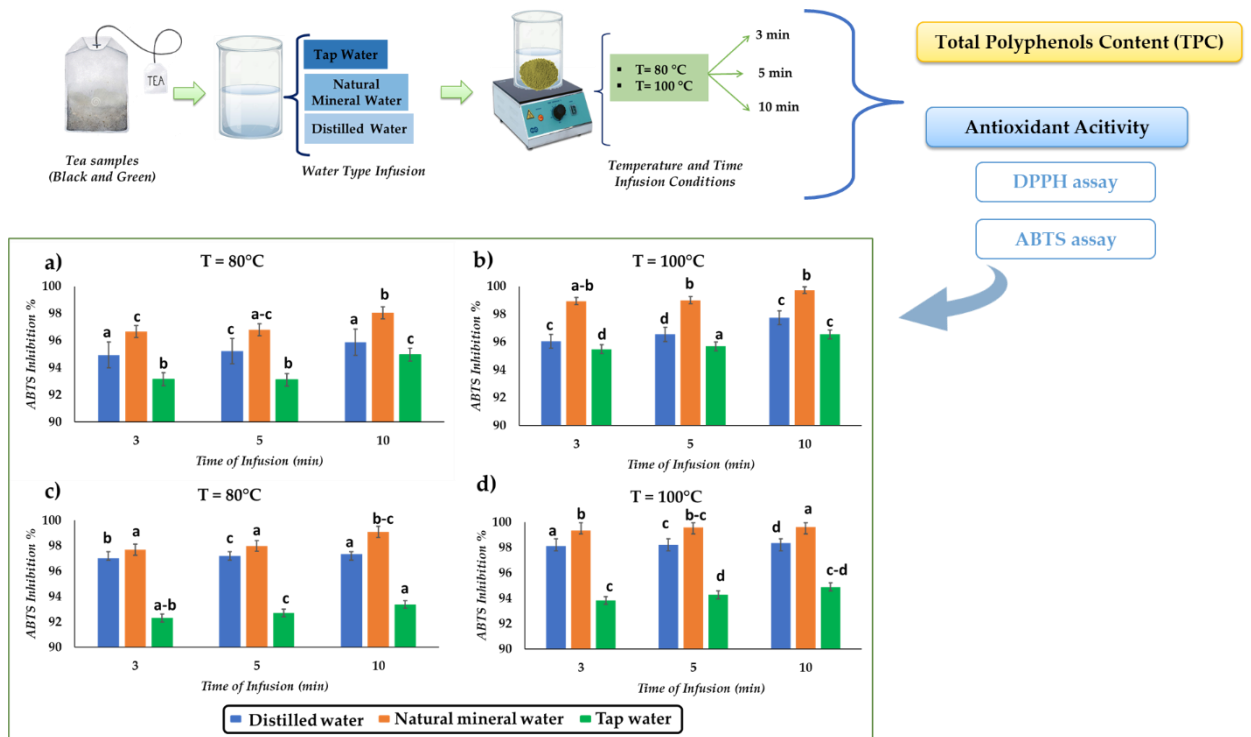 TEA
Tea samples
(Black and Green)
Tap Water
Natural
Mineral Water
Distilled Water
Water Type Infusion
▪ T= 80 °C
▪ T= 100 °C
3 min
5 min
10 min
Temperature and Time
Infusion Conditions
Total Polyphenols Content (TPC)
Antioxidant Acitivity
DPPH assay
ABTS assay
a)
T = 80°C
ABTS Inhibition %
100
98
96
94
92
90
a c b
c a-c b
a b c
3 5 10
Time of Infusion (min)
b)
T = 100°C
ABTS Inhibition %
100
98
96
94
92
90
c a-b d
d b a
c b c
3 5 10
Time of Infusion (min)
c)
T = 80°C
ABTS Inhibition %
100
98
96
94
92
90
b a a-b
c a c
a b-c a
3 5 10
Time of Infusion (min)
d)
T = 100°C
ABTS Inhibition %
100
98
96
94
92
90
a b c
c b-c d
d a c-d
3 5 10
Time of Infusion (min)
Distilled water Natural mineral water Tap water